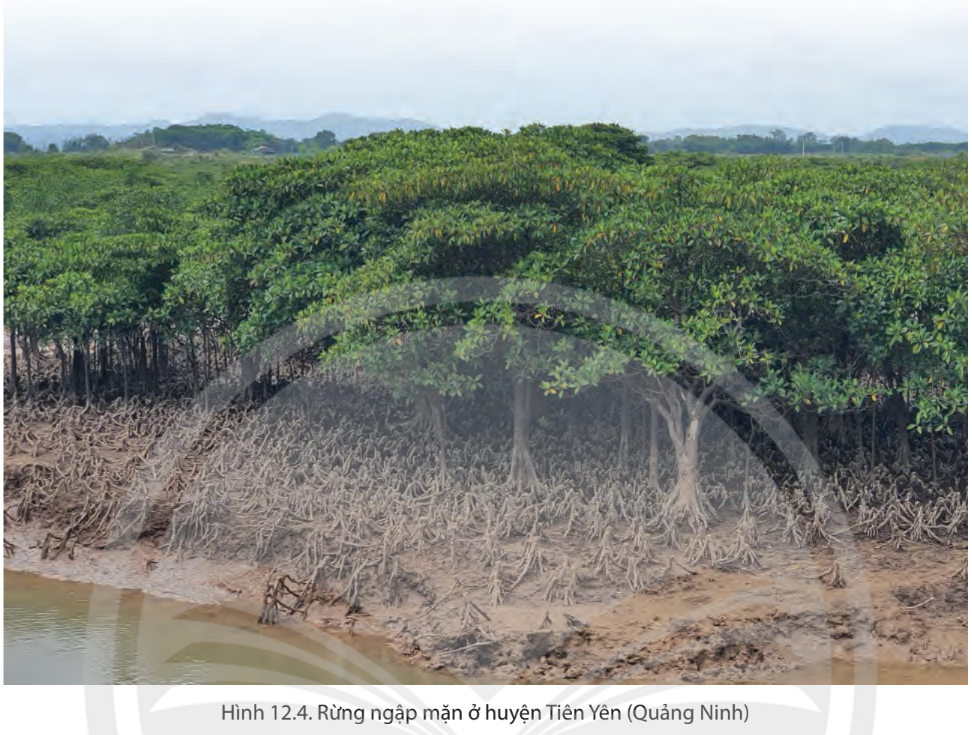 Hình 12.4. Rừng ngập mặn ở huyện Tiên Yên (Quảng Ninh)